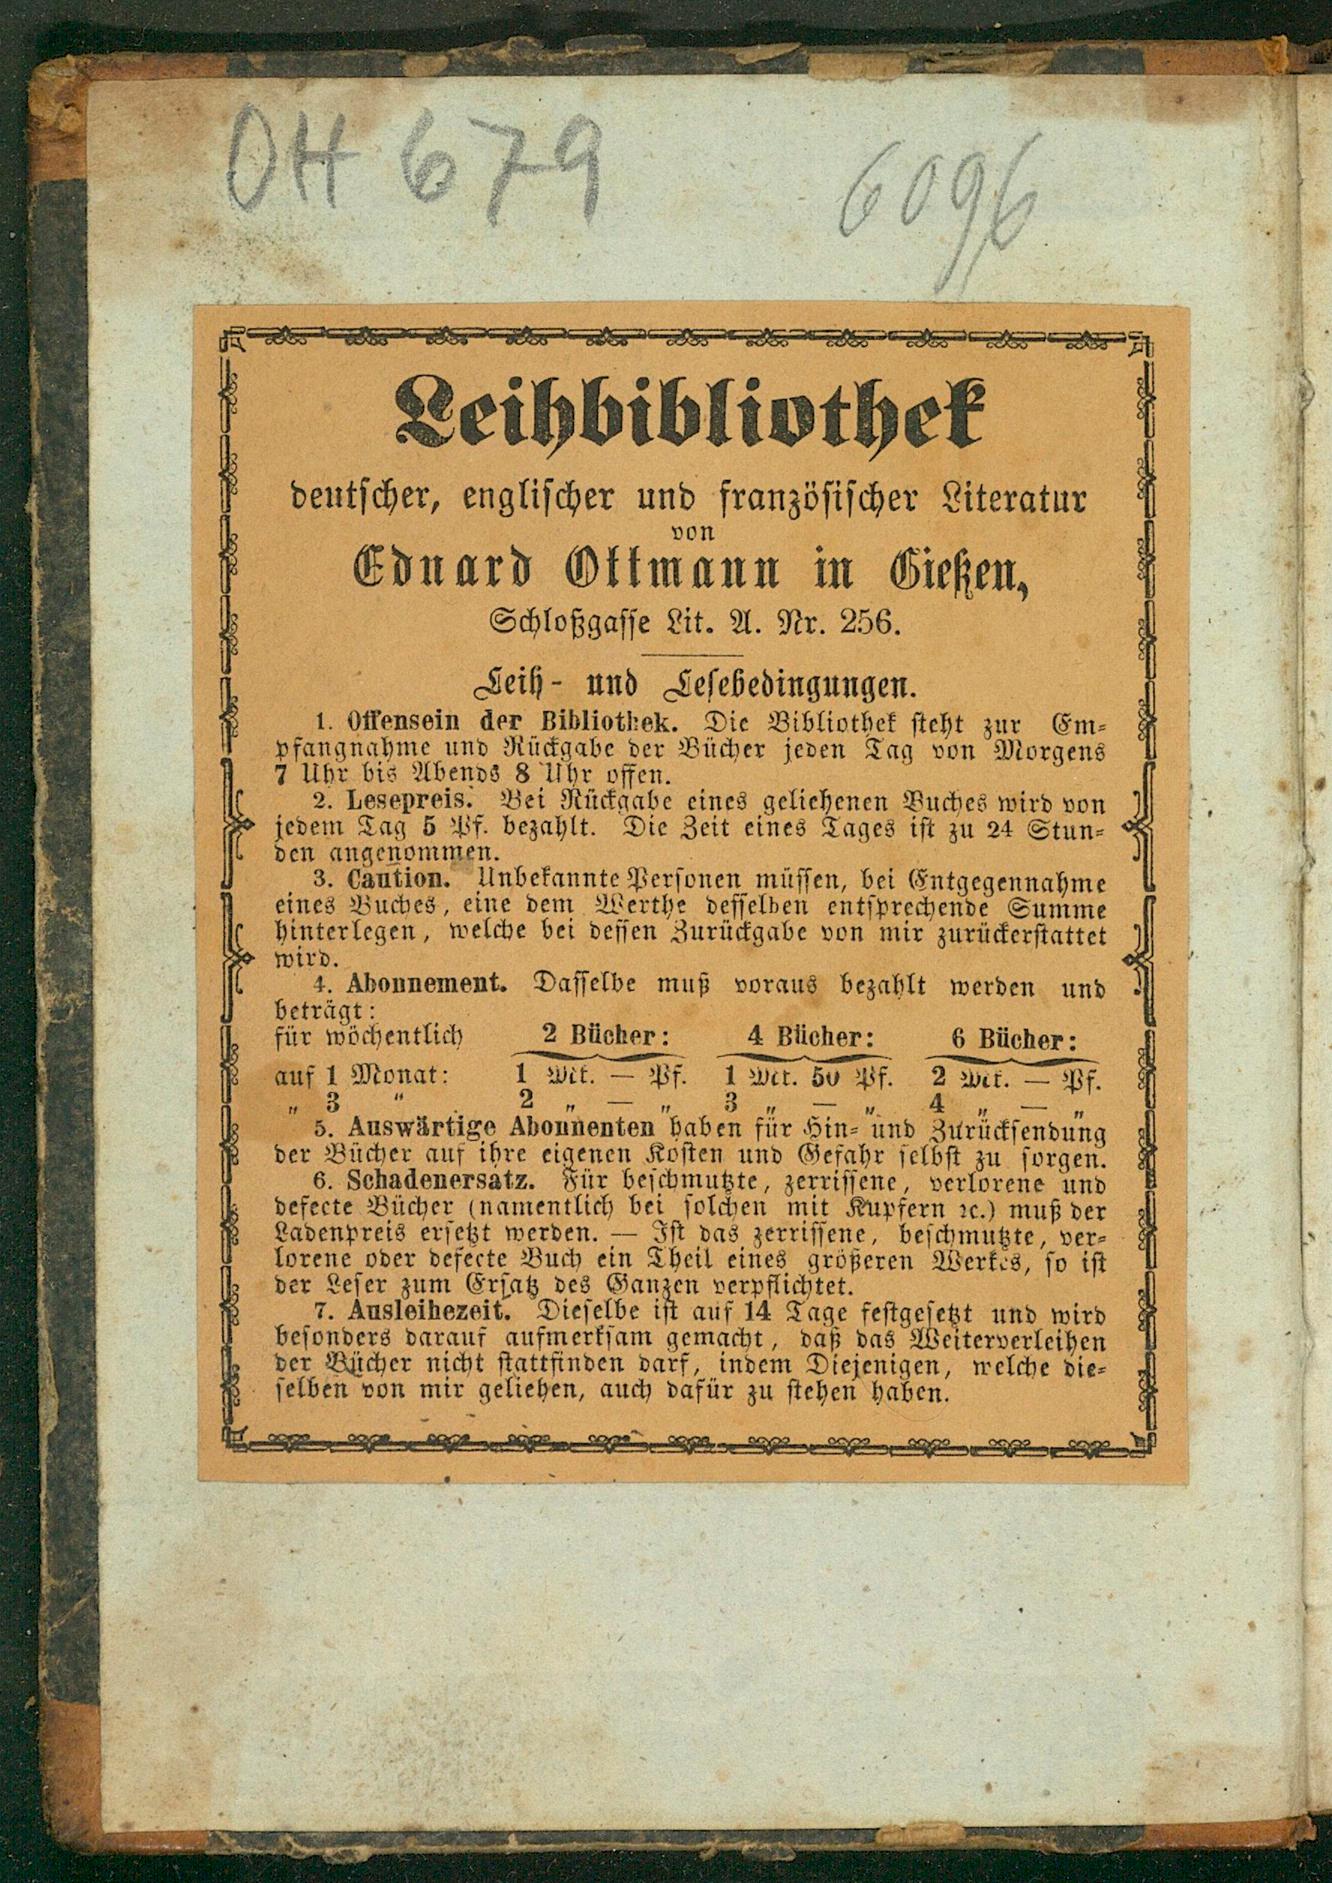 OH 679 6096
Leihbibliothek
deutscher, englischer und französischer Literatur
von
Eduard Ottmann in Gießen,
Schloßgasse Lit. A. Nr. 256.
Leih- und Lesebedingungen.
1. Offensein der Bibliothek. Die Bibliothek steht zur Em-
pfangnahme und Rückgabe der Bücher jeden Tag von Morgens
7 Uhr bis Abends 8 Uhr offen.
2. Lesepreis. Bei Rückgabe eines geliehenen Buches wird von
jedem Tag 5 Pf. bezahlt. Die Zeit eines Tages ist zu 24 Stun-
den angenommen.
3. Caution. Unbekannte Personen müssen, bei Entgegennahme
eines Buches, eine dem Werthe desselben entsprechende Summe
hinterlegen, welche bei dessen Zurückgabe von mir zurückerstattet
wird.
4. Abonnement. Dasselbe muß voraus bezahlt werden und
beträgt:
für wöchentlich 2 Bücher: 4 Bücher: 6 Bücher:
auf 1 Monat: 1 Mk. — Pf. 1 Mk. 50 Pf. 2 Mk. — Pf.
" 3 " 2 " — " 3 " — " 4 " — "
5. Auswärtige Abonnenten haben für Hin- und Zurücksendung
der Bücher auf ihre eigenen Kosten und Gefahr selbst zu sorgen.
6. Schadenersatz. Für beschmutzte, zerrissene, verlorene und
defecte Bücher (namentlich bei solchen mit Kupfern ꝛc.) muß der
Ladenpreis ersetzt werden. — Ist das zerrissene, beschmutzte, ver-
lorene oder defecte Buch ein Theil eines größeren Werkes, so ist
der Leser zum Ersatz des Ganzen verpflichtet.
7. Ausleihezeit. Dieselbe ist auf 14 Tage festgesetzt und wird
besonders darauf aufmerksam gemacht, daß das Weiterverleihen
der Bücher nicht stattfinden darf, indem Diejenigen, welche die-
selben von mir geliehen, auch dafür zu stehen haben.